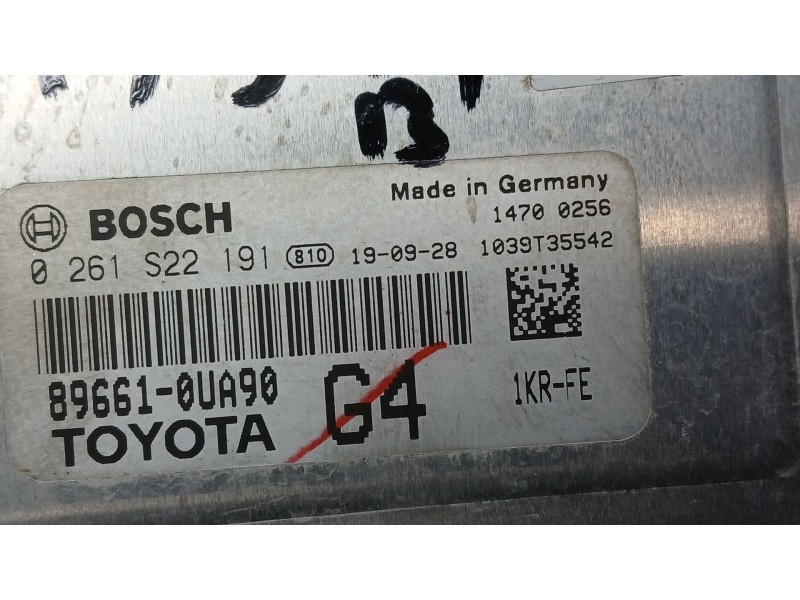 B
Made in Germany
BOSCH
1470 0256
0 261 S22 191 810 19-09-28 1039T35542
89661-0UA90 G4 1KR-FE
TOYOTA